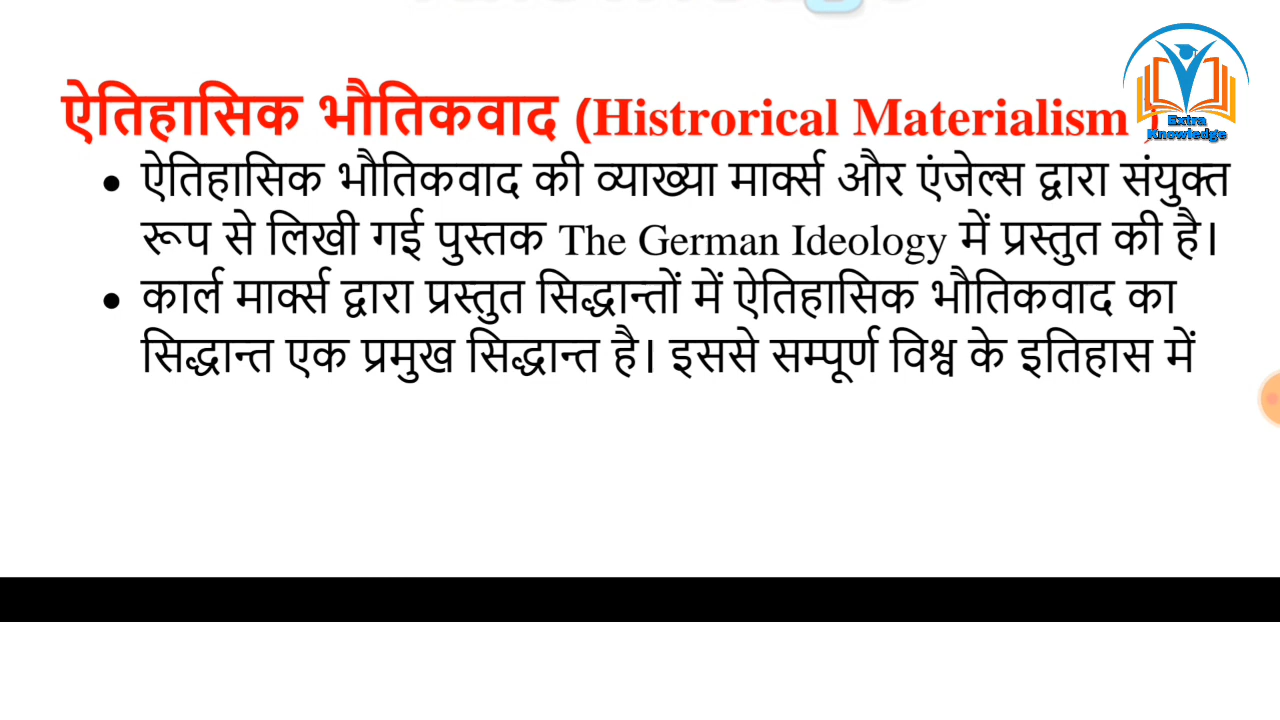 ऐतिहासिक भौतिकवाद (Histrorical Materialism
Extra
Knowledge
• ऐतिहासिक भौतिकवाद की व्याख्या मार्क्स और एंजेल्स द्वारा संयुक्त
रूप से लिखी गई पुस्तक The German Ideology में प्रस्तुत की है।
• कार्ल मार्क्स द्वारा प्रस्तुत सिद्धान्तों में ऐतिहासिक भौतिकवाद का
सिद्धान्त एक प्रमुख सिद्धान्त है। इससे सम्पूर्ण विश्व के इतिहास में